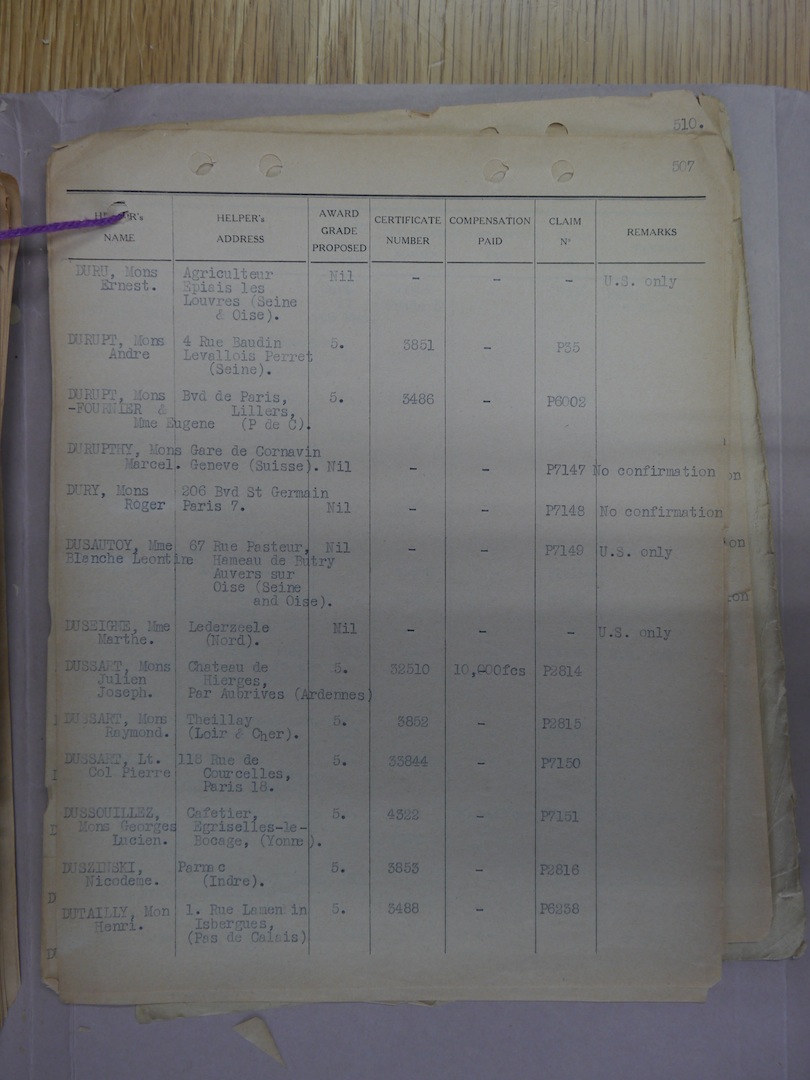 510.
507
HELPER's NAME HELPER's ADDRESS AWARD GRADE PROPOSED CERTIFICATE NUMBER COMPENSATION PAID CLAIM N° REMARKS
DURU, Mons Agriculteur Nil - - - U.S. only
Ernest. Epiais les
Louvres (Seine
& Oise).
DURUPT, Mons 4 Rue Baudin 5. 3851 - P35
Andre Levallois Perret
(Seine).
DURUPT, Mons Bvd de Paris, 5. 3486 - P6002
-FOURNIER & Lillers,
Mme Eugene (P de C).
DURUPTHY, Mons Gare de Cornavin
Marcel. Geneve (Suisse). Nil - - P7147 No confirmation
DURY, Mons 206 Bvd St Germain
Roger Paris 7. Nil - - P7148 No confirmation
DUSAUTOY, Mme 67 Rue Pasteur, Nil - - P7149 U.S. only
Blanche Leontine Hameau de Butry
Auvers sur
Oise (Seine
and Oise).
DUSSEIGNE, Mme Lederzeele Nil - - - U.S. only
Marthe. (Nord).
DUSSART, Mons Chateau de 5. 32510 10,000fcs P2814
Julien Hierges,
Joseph. Par Aubrives (Ardennes)
DUSSART, Mons Theillay 5. 3852 - P2815
Raymond. (Loir & Cher).
DUSSART, Lt. 118 Rue de 5. 33844 - P7150
Col Pierre Courcelles,
Paris 18.
DUSSOUILLEZ, Cafetier, 5. 4322 - P7151
Mons Georges Egriselles-le-
Lucien. Bocage, (Yonne).
DUSZINSKI, Parnac 5. 3853 - P2816
Nicodeme. (Indre).
DUTAILLY, Mon 1. Rue 5. 3488 - P6238
Henri. Isbergues,
(Pas de Calais)